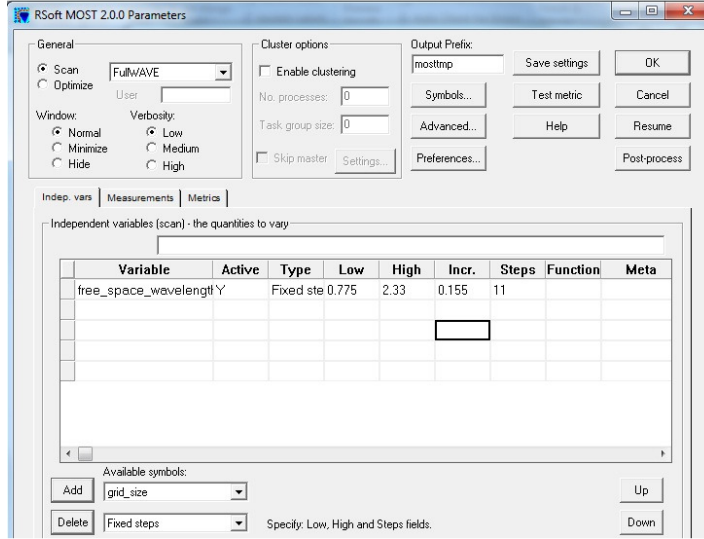 RSoft MOST 2.0.0 Parameters
General
Scan
Optimize
FullWAVE
User
Window:
Verbosity:
Normal
Low
Minimize
Medium
Hide
High
Cluster options
Enable clustering
No. processes: 0
Task group size: 0
Skip master
Settings...
Output Prefix:
mosttmp
Symbols...
Advanced...
Preferences...
Save settings
Test metric
Help
OK
Cancel
Resume
Post-process
Indep. vars Measurements Metrics
Independent variables (scan) - the quantities to vary
Variable Active Type Low High Incr. Steps Function Meta
free_space_wavelengt Y Fixed ste 0.775 2.33 0.155 11
Available symbols:
Add grid_size Up
Delete Fixed steps Specify: Low, High and Steps fields. Down